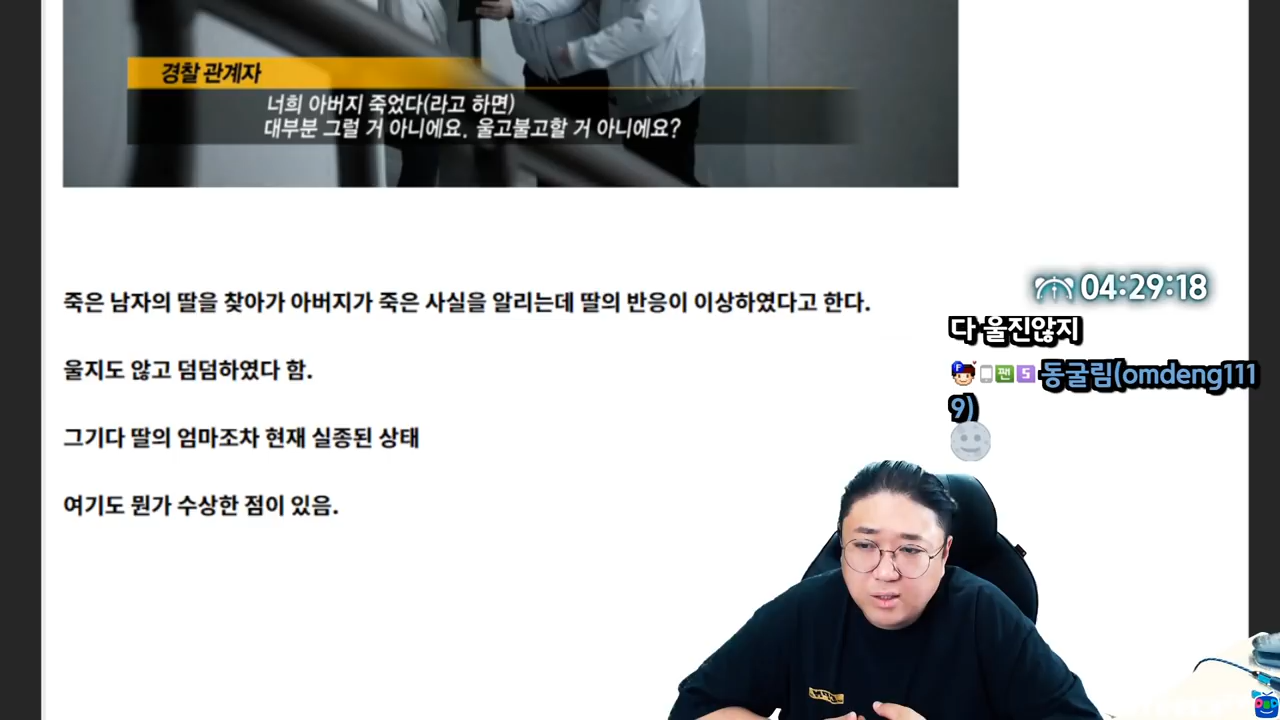 경찰 관계자
너희 아버지 죽었다(라고 하면)
대부분 그럴 거 아니에요. 울고불고할 거 아니에요?
죽은 남자의 딸을 찾아가 아버지가 죽은 사실을 알리는데 딸의 반응이 이상하였다고 한다.
울지도 않고 덤덤하였다 함.
그기다 딸의 엄마조차 현재 실종된 상태
여기도 뭔가 수상한 점이 있음.
04:29:18
다 울진않지
팬 5 동굴림(omdeng111
9)